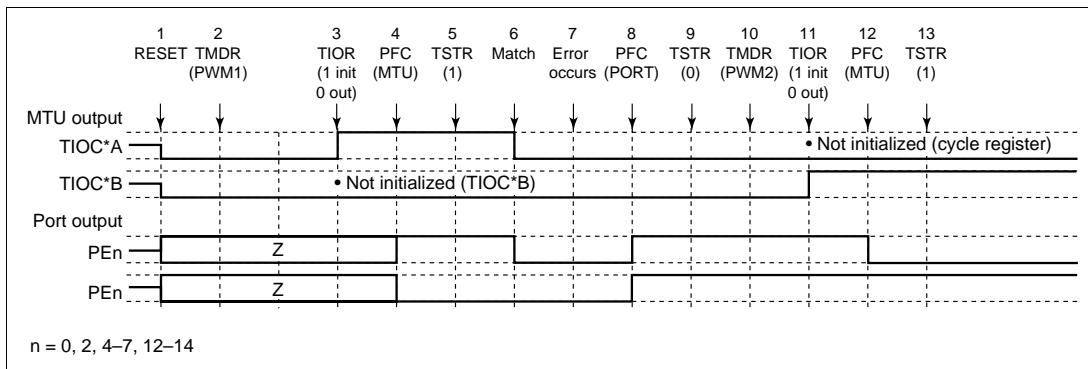 1 2 3 4 5 6 7 8 9 10 11 12 13
RESET TMDR TIOR PFC TSTR Match Error PFC TSTR TMDR TIOR PFC TSTR
(PWM1) (1 init (MTU) (1) occurs (PORT) (0) (PWM2) (1 init (MTU) (1)
0 out) 0 out)
MTU output
TIOC*A • Not initialized (cycle register)
TIOC*B • Not initialized (TIOC*B)
Port output
PEn Z
PEn Z
n = 0, 2, 4–7, 12–14